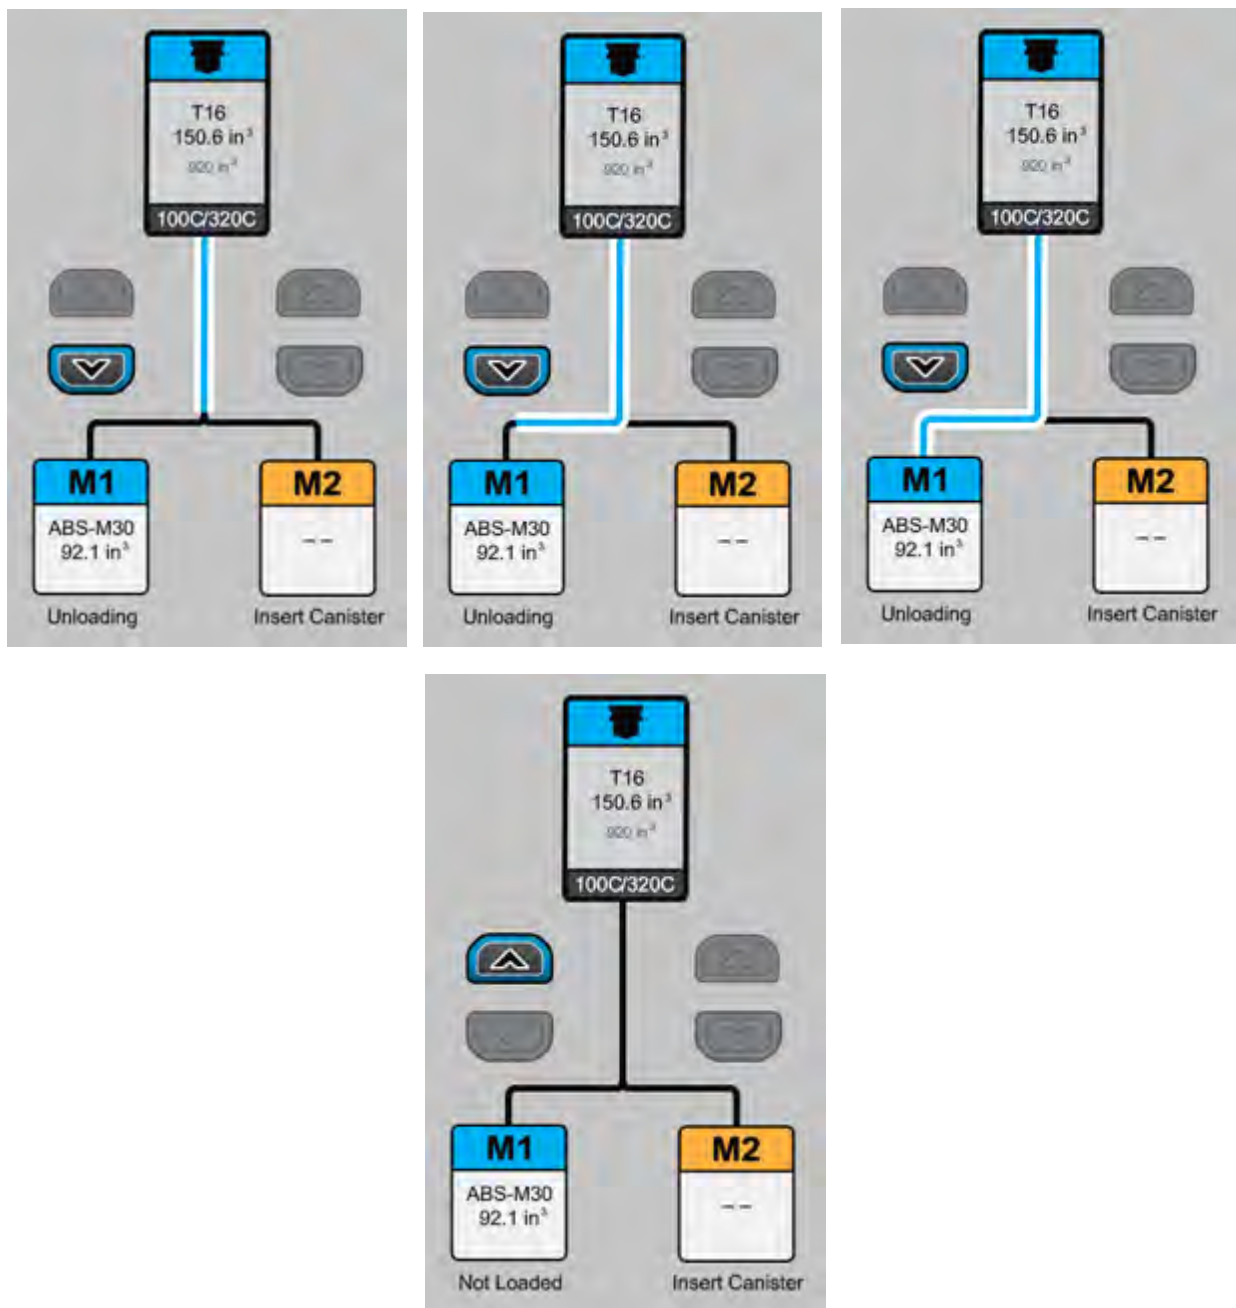 T16
150.6 in³
920 in³
100C/320C
M1
ABS-M30
92.1 in³
Unloading
M2
--
Insert Canister
T16
150.6 in³
920 in³
100C/320C
M1
ABS-M30
92.1 in³
Unloading
M2
--
Insert Canister
T16
150.6 in³
920 in³
100C/320C
M1
ABS-M30
92.1 in³
Unloading
M2
--
Insert Canister
T16
150.6 in³
920 in³
100C/320C
M1
ABS-M30
92.1 in³
Not Loaded
M2
--
Insert Canister